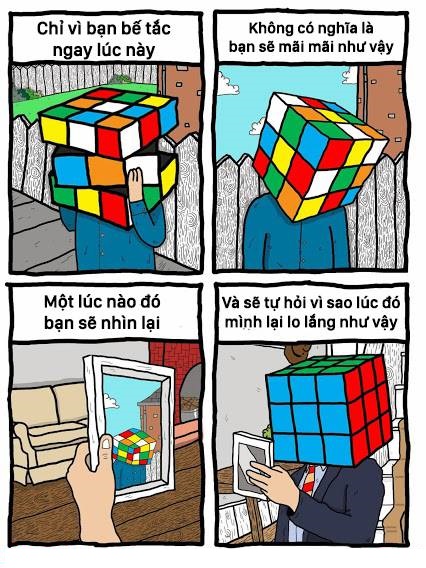 Chỉ vì bạn bế tắc
ngay lúc này
Không có nghĩa là
bạn sẽ mãi mãi như vậy
Một lúc nào đó
bạn sẽ nhìn lại
Và sẽ tự hỏi vì sao lúc đó
mình lại lo lắng như vậy